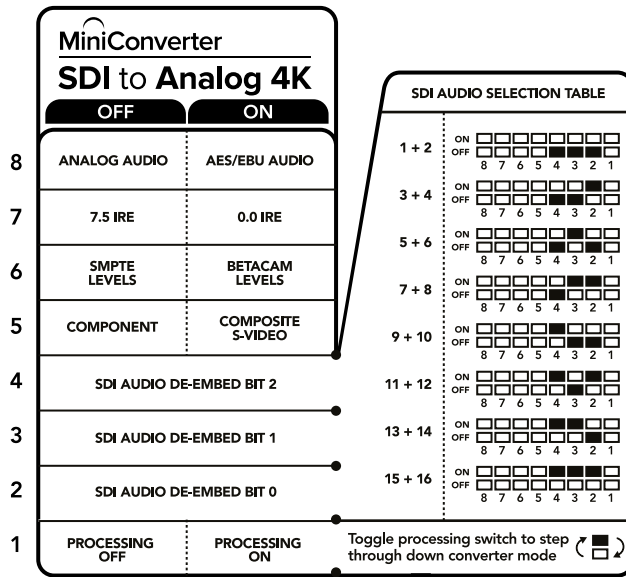 MiniConverter
SDI to Analog 4K
OFF ON
8 ANALOG AUDIO AES/EBU AUDIO
7 7.5 IRE 0.0 IRE
6 SMPTE LEVELS BETACAM LEVELS
5 COMPONENT COMPOSITE S-VIDEO
4 SDI AUDIO DE-EMBED BIT 2
3 SDI AUDIO DE-EMBED BIT 1
2 SDI AUDIO DE-EMBED BIT 0
1 PROCESSING OFF PROCESSING ON
SDI AUDIO SELECTION TABLE
1 + 2
ON
OFF
8 7 6 5 4 3 2 1
3 + 4
ON
OFF
8 7 6 5 4 3 2 1
5 + 6
ON
OFF
8 7 6 5 4 3 2 1
7 + 8
ON
OFF
8 7 6 5 4 3 2 1
9 + 10
ON
OFF
8 7 6 5 4 3 2 1
11 + 12
ON
OFF
8 7 6 5 4 3 2 1
13 + 14
ON
OFF
8 7 6 5 4 3 2 1
15 + 16
ON
OFF
8 7 6 5 4 3 2 1
Toggle processing switch to step
through down converter mode